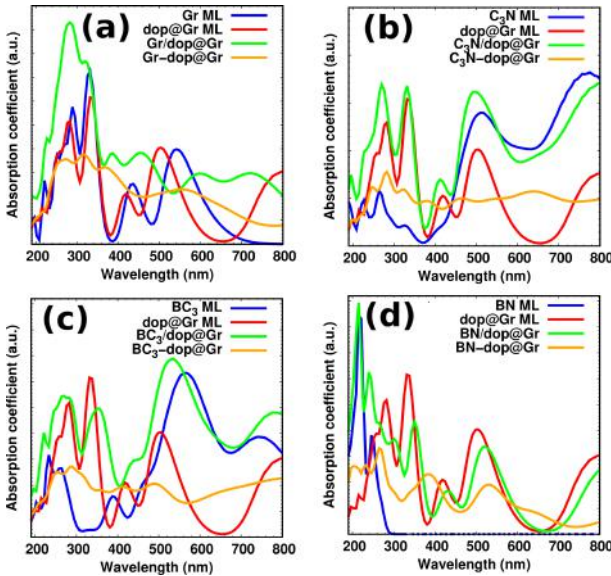 (a)
Gr ML
dop@Gr ML
Gr/dop@Gr
Gr−dop@Gr
Absorption coefficient (a.u.)
200 300 400 500 600 700 800
Wavelength (nm)
(b)
C₃N ML
dop@Gr ML
C₃N/dop@Gr
C₃N−dop@Gr
Absorption coefficient (a.u.)
200 300 400 500 600 700 800
Wavelength (nm)
(c)
BC₃ ML
dop@Gr ML
BC₃/dop@Gr
BC₃−dop@Gr
Absorption coefficient (a.u.)
200 300 400 500 600 700 800
Wavelength (nm)
(d)
BN ML
dop@Gr ML
BN/dop@Gr
BN−dop@Gr
Absorption coefficient (a.u.)
200 300 400 500 600 700 800
Wavelength (nm)